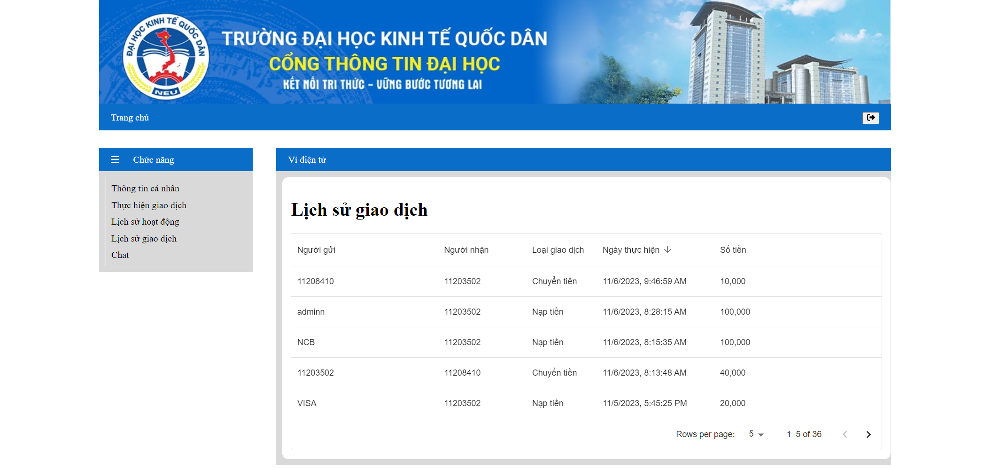 ĐẠI HỌC KINH TẾ QUỐC DÂN
NEU
TRƯỜNG ĐẠI HỌC KINH TẾ QUỐC DÂN
CỔNG THÔNG TIN ĐẠI HỌC
KẾT NỐI TRI THỨC – VỮNG BƯỚC TƯƠNG LAI
Trang chủ
Chức năng
Thông tin cá nhân
Thực hiện giao dịch
Lịch sử hoạt động
Lịch sử giao dịch
Chat
Ví điện tử
Lịch sử giao dịch
Người gửi Người nhận Loại giao dịch Ngày thực hiện Số tiền
11208410 11203502 Chuyển tiền 11/6/2023, 9:46:59 AM 10,000
adminn 11203502 Nạp tiền 11/6/2023, 8:28:15 AM 100,000
NCB 11203502 Nạp tiền 11/6/2023, 8:15:35 AM 100,000
11203502 11208410 Chuyển tiền 11/6/2023, 8:13:48 AM 40,000
VISA 11203502 Nạp tiền 11/5/2023, 5:45:25 PM 20,000
Rows per page: 5 1–5 of 36